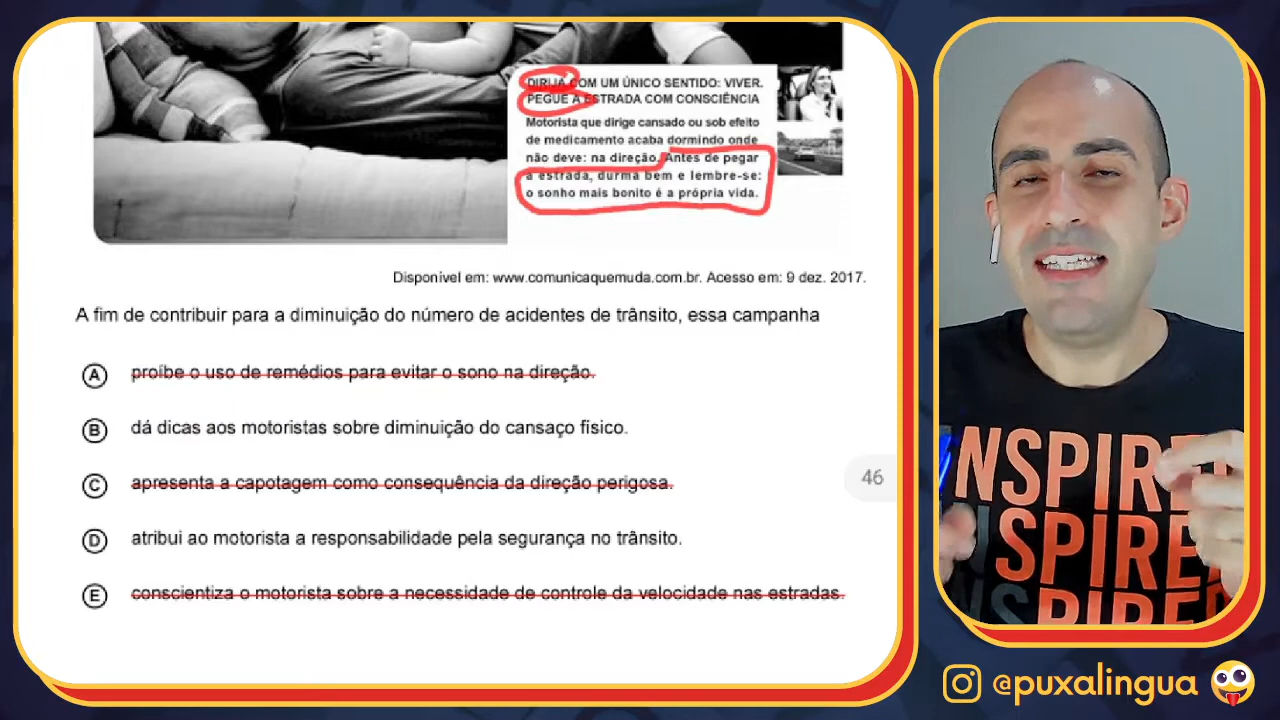 DIRIJA COM UM ÚNICO SENTIDO: VIVER.
PEGUE A ESTRADA COM CONSCIÊNCIA
Motorista que dirige cansado ou sob efeito
de medicamento acaba dormindo onde
não deve: na direção. Antes de pegar
a estrada, durma bem e lembre-se:
o sonho mais bonito é a própria vida.
Disponível em: www.comunicaquemuda.com.br. Acesso em: 9 dez. 2017.
A fim de contribuir para a diminuição do número de acidentes de trânsito, essa campanha
A proíbe o uso de remédios para evitar o sono na direção.
B dá dicas aos motoristas sobre diminuição do cansaço físico.
C apresenta a capotagem como consequência da direção perigosa.
46
D atribui ao motorista a responsabilidade pela segurança no trânsito.
E conscientiza o motorista sobre a necessidade de controle da velocidade nas estradas.
NSPIRE
SPIRE
PIRED
@puxalingua